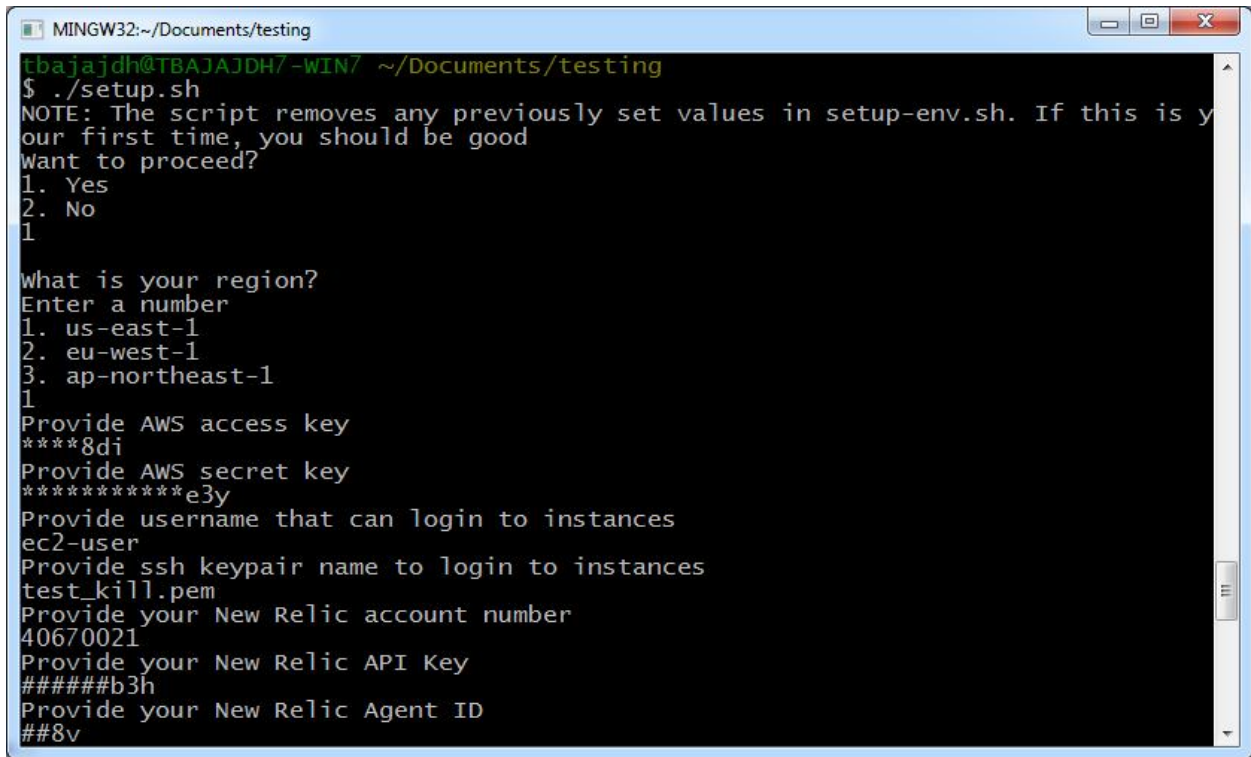 MINGW32:~/Documents/testing
tbajajdh@TBAJAJDH7-WIN7 ~/Documents/testing
$ ./setup.sh
NOTE: The script removes any previously set values in setup-env.sh. If this is y
our first time, you should be good
Want to proceed?
1. Yes
2. No
1
What is your region?
Enter a number
1. us-east-1
2. eu-west-1
3. ap-northeast-1
1
Provide AWS access key
****8di
Provide AWS secret key
***********e3y
Provide username that can login to instances
ec2-user
Provide ssh keypair name to login to instances
test_kill.pem
Provide your New Relic account number
40670021
Provide your New Relic API Key
######b3h
Provide your New Relic Agent ID
##8v